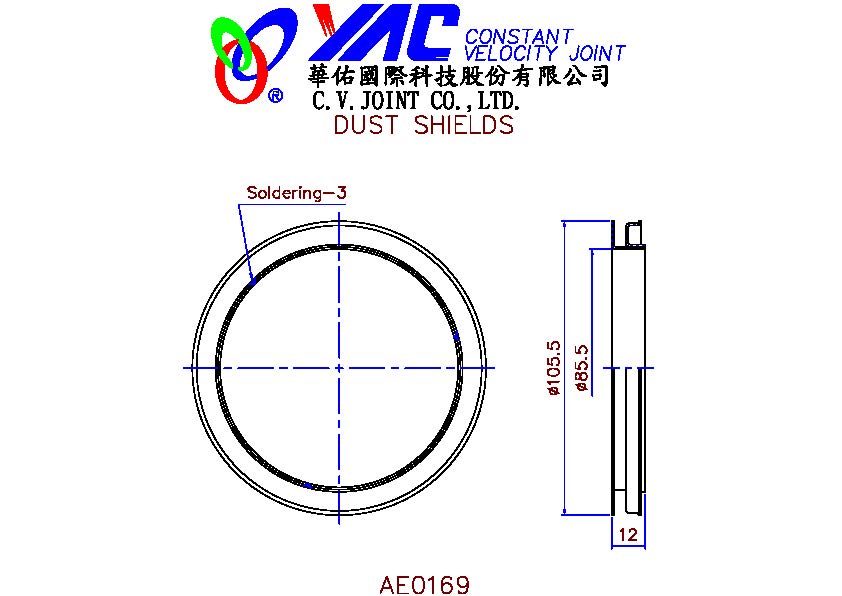 YAC CONSTANT
VELOCITY JOINT
®
華佑國際科技股份有限公司
C.V.JOINT CO.,LTD.
DUST SHIELDS
Soldering-3
ø105.5
ø85.5
12
AE0169